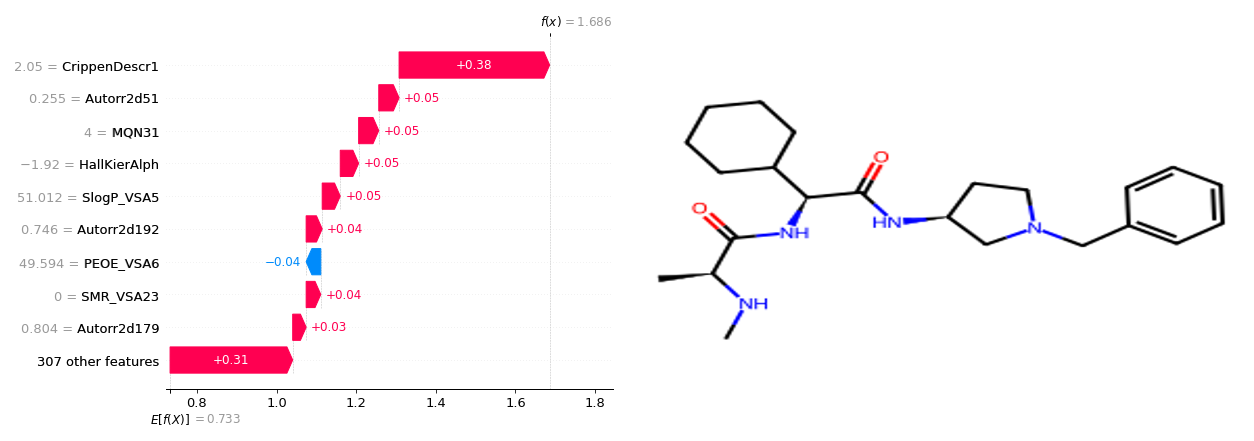 f(x) = 1.686
2.05 = CrippenDescr1
+0.38
0.255 = Autorr2d51
+0.05
4 = MQN31
+0.05
−1.92 = HallKierAlph
+0.05
51.012 = SlogP_VSA5
+0.05
0.746 = Autorr2d192
+0.04
49.594 = PEOE_VSA6
−0.04
0 = SMR_VSA23
+0.04
0.804 = Autorr2d179
+0.03
307 other features
+0.31
0.8 1.0 1.2 1.4 1.6 1.8
E[f(X)] = 0.733
O
O
HN
N
NH
NH